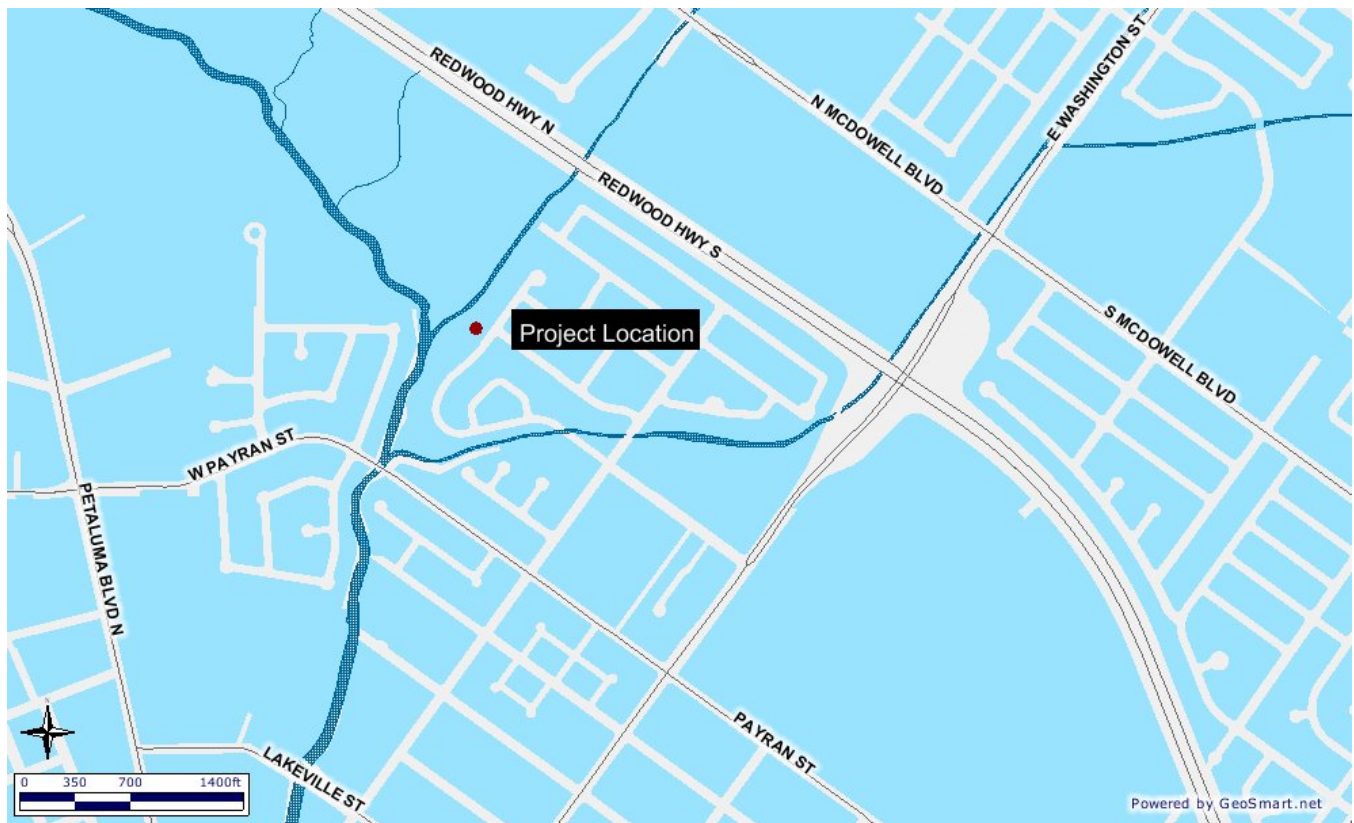 REDWOOD HWY N
N MCDOWELL BLVD
E WASHINGTON ST
REDWOOD HWY S
S MCDOWELL BLVD
Project Location
W PAYRAN ST
PETALUMA BLVD N
PAYRAN ST
LAKEVILLE ST
0 350 700 1400ft
Powered by GeoSmart.net